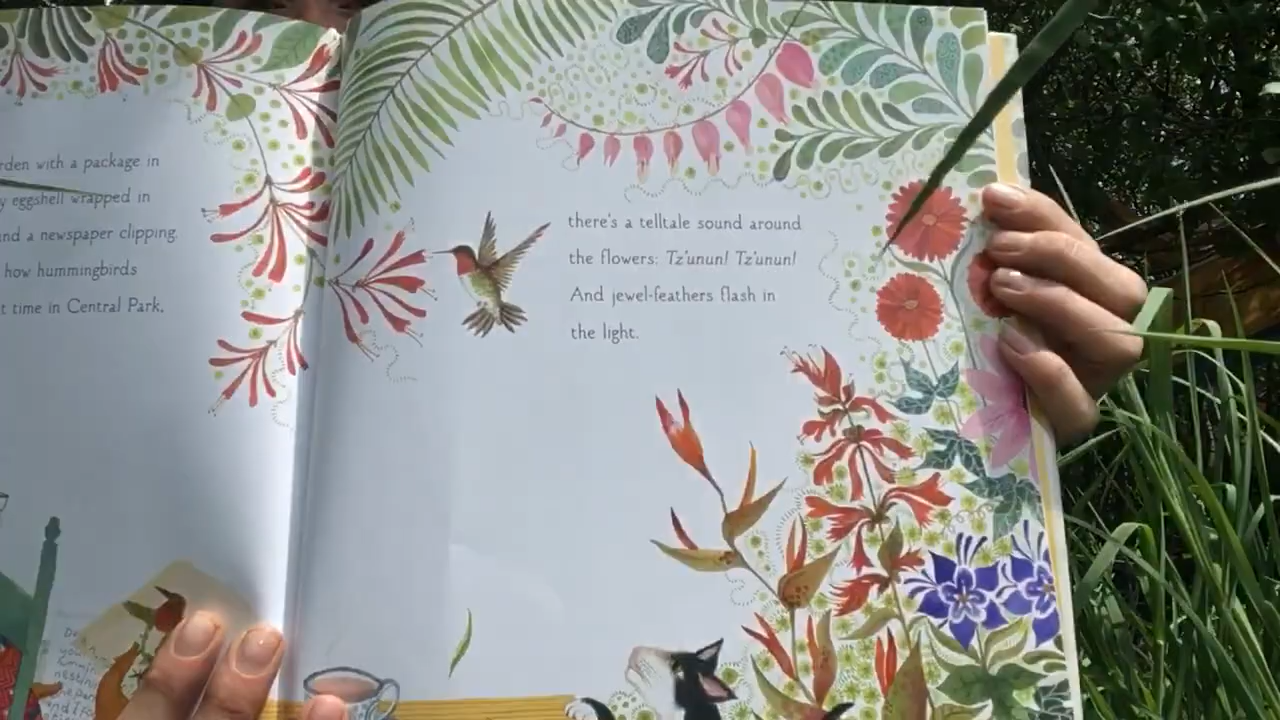 rden with a package in
y eggshell wrapped in
nd a newspaper clipping.
how hummingbirds
t time in Central Park,
there's a telltale sound around
the flowers: Tz'unun! Tz'unun!
And jewel-feathers flash in
the light.